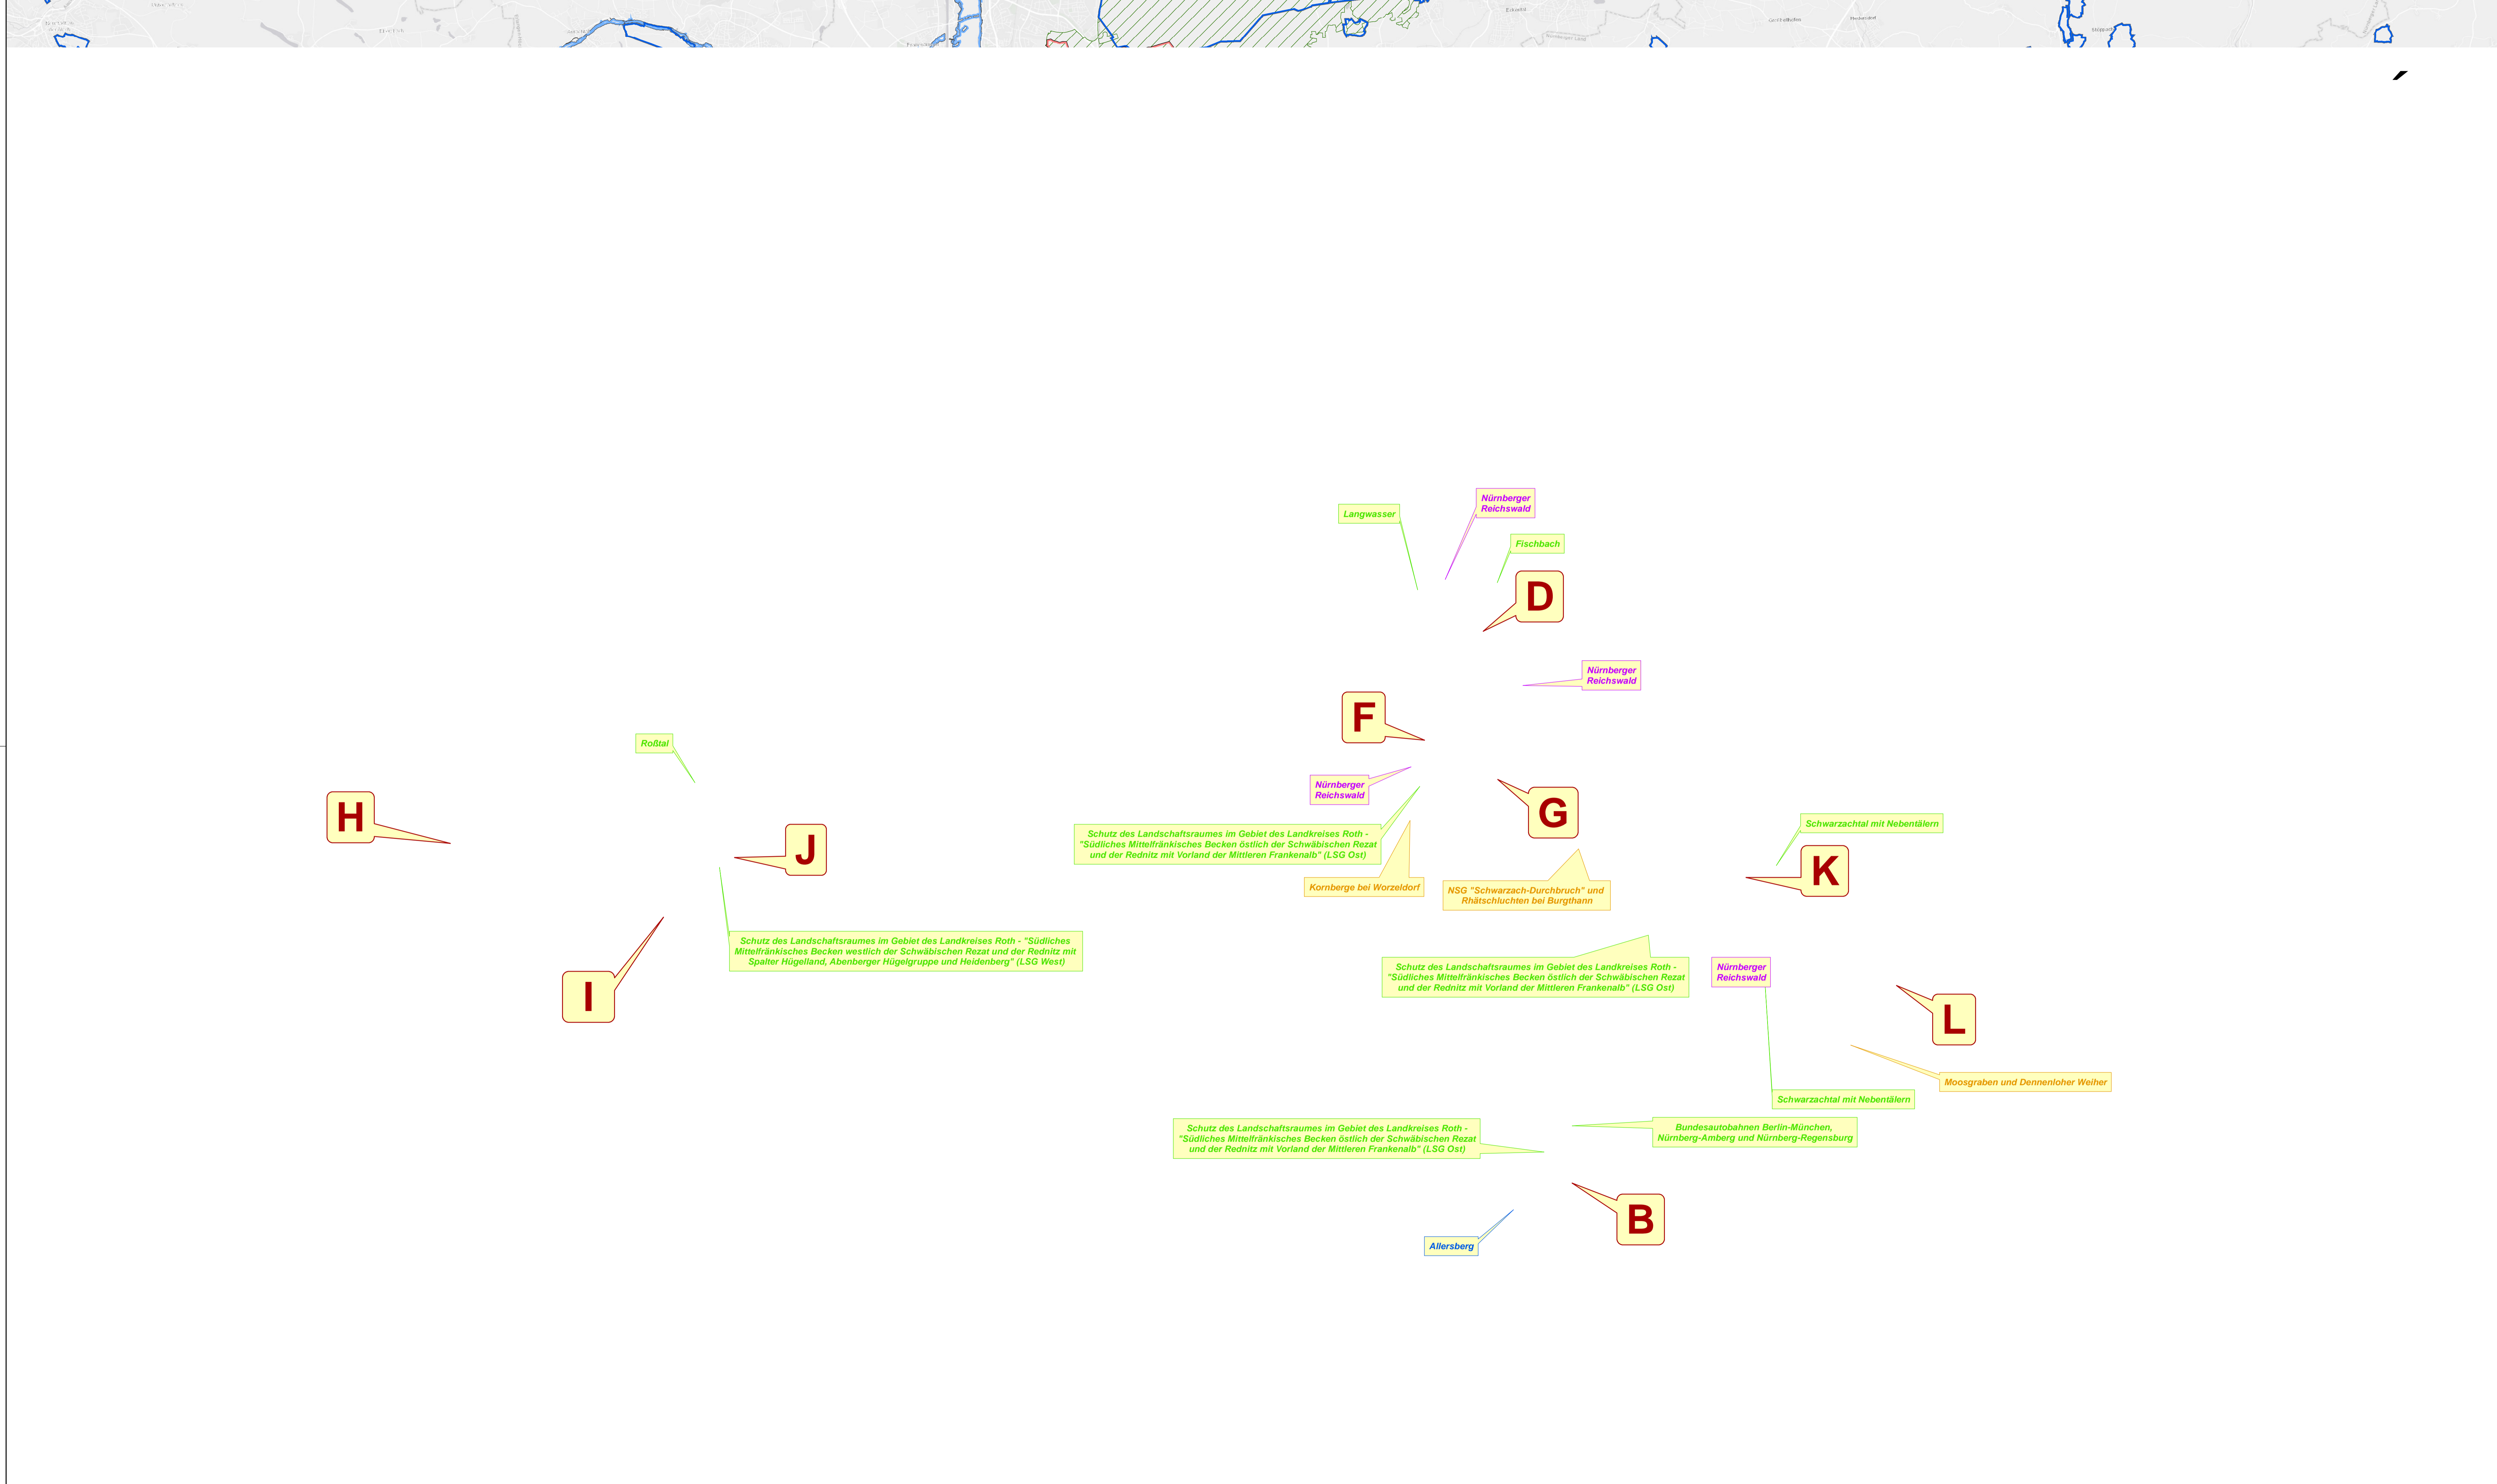 Langwasser
Nürnberger
Reichswald
Fischbach
D
Nürnberger
Reichswald
F
Roßtal
Nürnberger
Reichswald
H
G
J
Schutz des Landschaftsraumes im Gebiet des Landkreises Roth -
"Südliches Mittelfränkisches Becken östlich der Schwäbischen Rezat
und der Rednitz mit Vorland der Mittleren Frankenalb" (LSG Ost)
Schwarzachtal mit Nebentälern
K
Kornberge bei Worzeldorf
NSG "Schwarzach-Durchbruch" und
Rhätschluchten bei Burgthann
Schutz des Landschaftsraumes im Gebiet des Landkreises Roth - "Südliches
Mittelfränkisches Becken westlich der Schwäbischen Rezat und der Rednitz mit
Spalter Hügelland, Abenberger Hügelgruppe und Heidenberg" (LSG West)
I
Schutz des Landschaftsraumes im Gebiet des Landkreises Roth -
"Südliches Mittelfränkisches Becken östlich der Schwäbischen Rezat
und der Rednitz mit Vorland der Mittleren Frankenalb" (LSG Ost)
Nürnberger
Reichswald
L
Moosgraben und Dennenloher Weiher
Schwarzachtal mit Nebentälern
Schutz des Landschaftsraumes im Gebiet des Landkreises Roth -
"Südliches Mittelfränkisches Becken östlich der Schwäbischen Rezat
und der Rednitz mit Vorland der Mittleren Frankenalb" (LSG Ost)
Bundesautobahnen Berlin-München,
Nürnberg-Amberg und Nürnberg-Regensburg
B
Allersberg